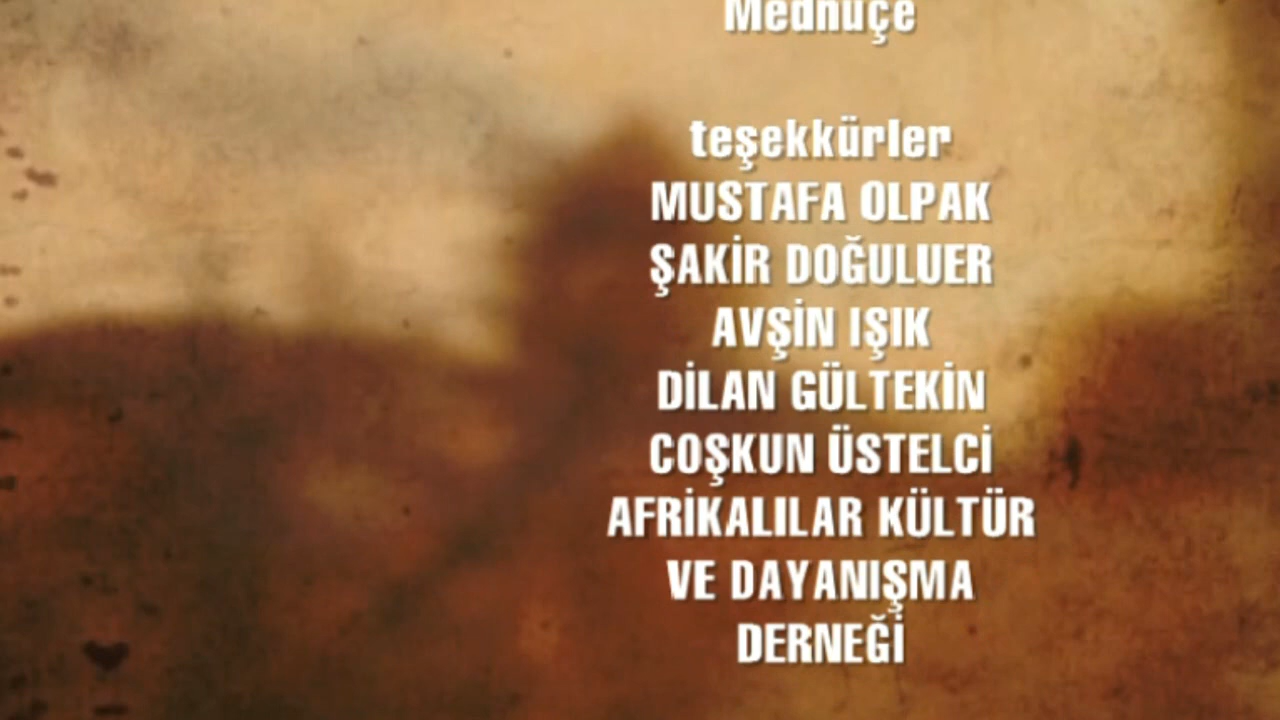 Mednuçe
teşekkürler
MUSTAFA OLPAK
ŞAKİR DOĞULUER
AVŞİN IŞIK
DİLAN GÜLTEKİN
COŞKUN ÜSTELCİ
AFRİKALILAR KÜLTÜR
VE DAYANIŞMA
DERNEĞİ